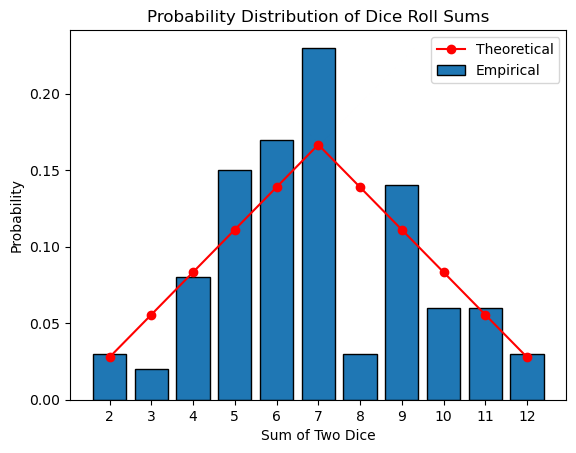 Probability Distribution of Dice Roll Sums
Theoretical
Empirical
Probability
0.20
0.15
0.10
0.05
0.00
2 3 4 5 6 7 8 9 10 11 12
Sum of Two Dice